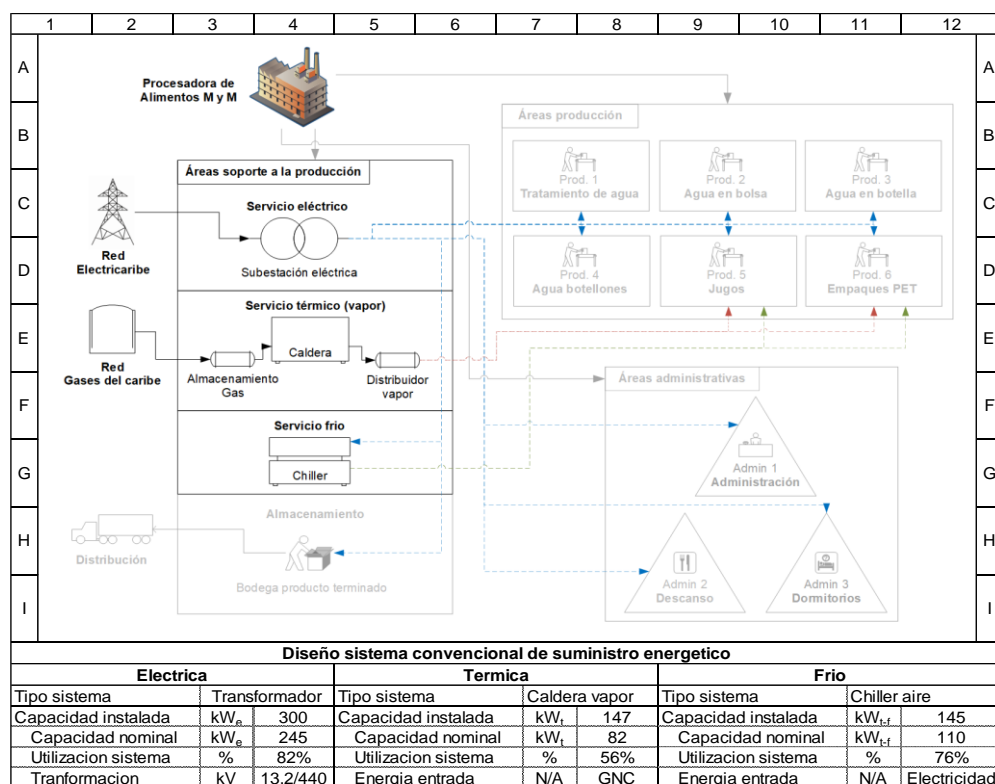 1 2 3 4 5 6 7 8 9 10 11 12
A A
Procesadora de
Alimentos M y M
B B
Áreas producción
Áreas soporte a la producción
Prod. 1
Tratamiento de agua
Prod. 2
Agua en bolsa
Prod. 3
Agua en botella
C C
Servicio eléctrico
Red
Electricaribe
Subestación eléctrica
D D
Prod. 4
Agua botellones
Prod. 5
Jugos
Prod. 6
Empaques PET
Servicio térmico (vapor)
E E
Caldera
Red
Gases del caribe
Almacenamiento
Gas
Distribuidor
vapor
Áreas administrativas
F F
Servicio frio
Chiller
G G
Admin 1
Administración
Almacenamiento
H H
Distribución
Bodega producto terminado
Admin 2
Descanso
Admin 3
Dormitorios
I I
Diseño sistema convencional de suministro energetico
Electrica Termica Frio
Tipo sistema Transformador Tipo sistema Caldera vapor Tipo sistema Chiller aire
Capacidad instalada kWe 300 Capacidad instalada kWt 147 Capacidad instalada kWt-f 145
Capacidad nominal kWe 245 Capacidad nominal kWt 82 Capacidad nominal kWt-f 110
Utilizacion sistema % 82% Utilizacion sistema % 56% Utilizacion sistema % 76%
Tranformacion kV 13.2/440 Energia entrada N/A GNC Energia entrada N/A Electricidad